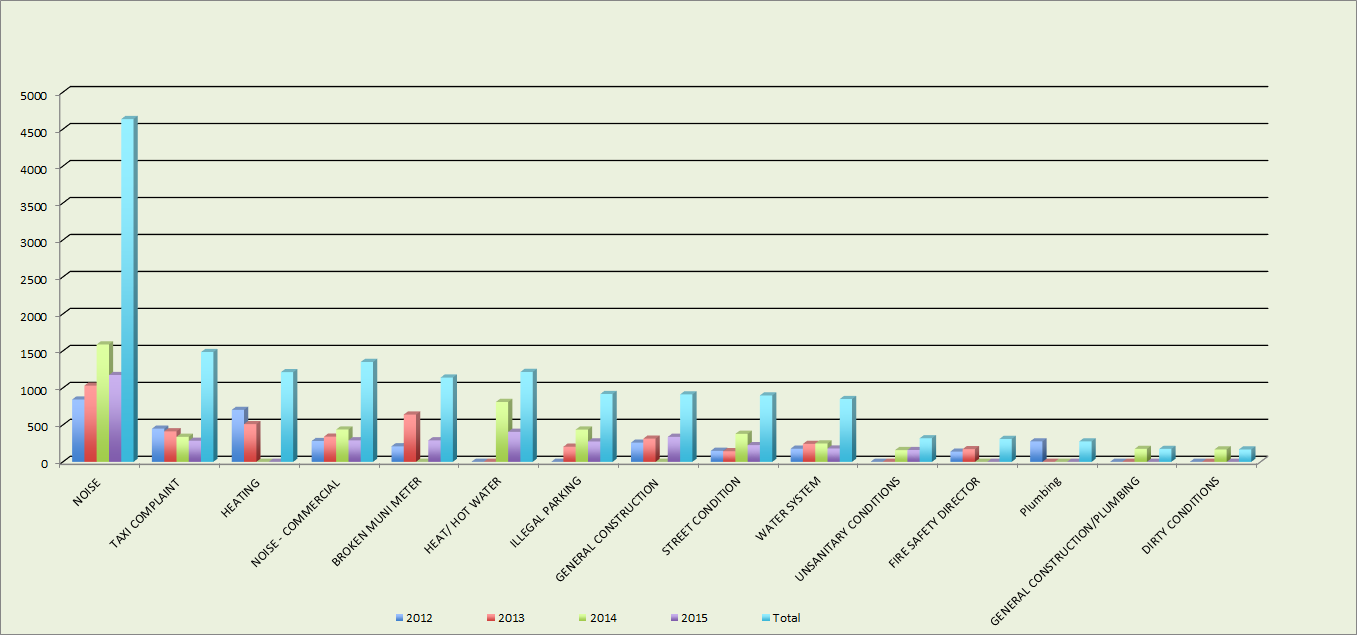 5000
4500
4000
3500
3000
2500
2000
1500
1000
500
0
NOISE
TAXI COMPLAINT
HEATING
NOISE - COMMERCIAL
BROKEN MUNI METER
HEAT/ HOT WATER
ILLEGAL PARKING
GENERAL CONSTRUCTION
STREET CONDITION
WATER SYSTEM
UNSANITARY CONDITIONS
FIRE SAFETY DIRECTOR
Plumbing
GENERAL CONSTRUCTION/PLUMBING
DIRTY CONDITIONS
2012 2013 2014 2015 Total